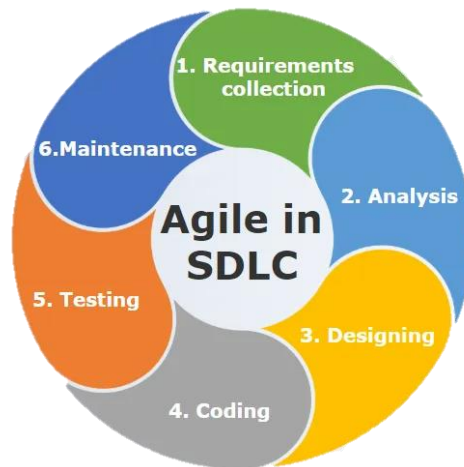 1. Requirements
collection
2. Analysis
3. Designing
4. Coding
5. Testing
6.Maintenance
Agile in
SDLC